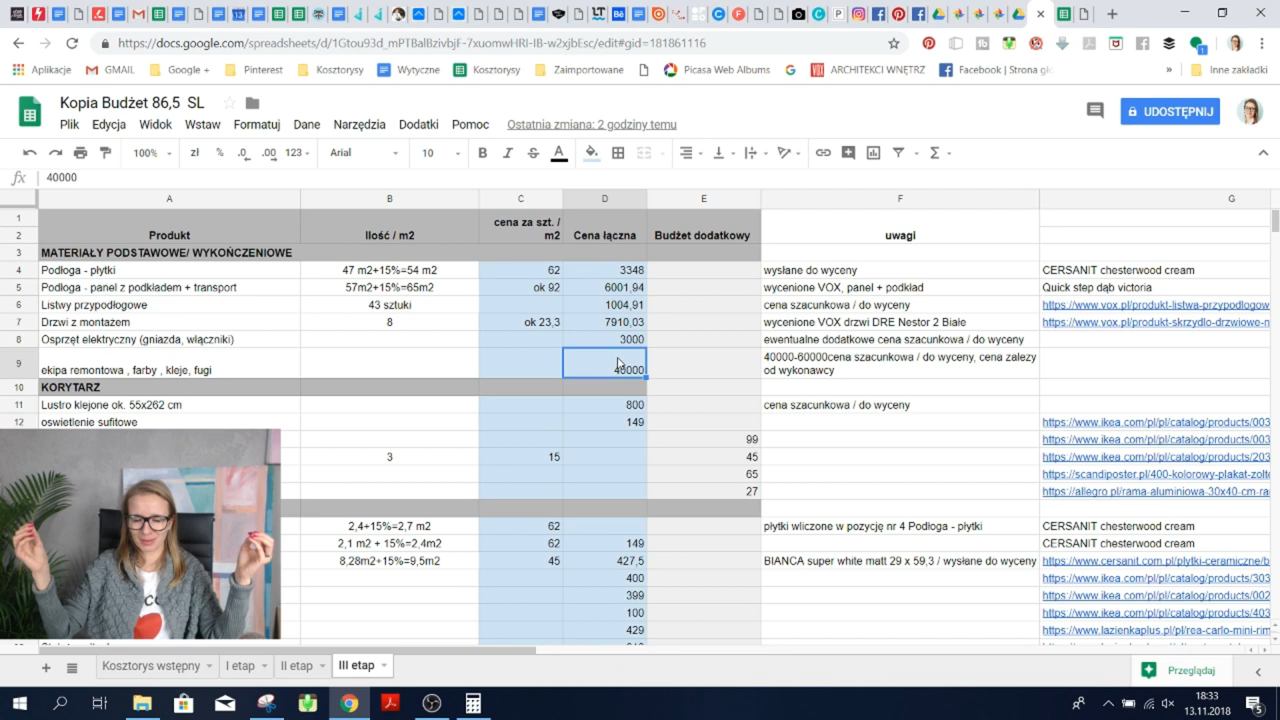 https://docs.google.com/spreadsheets/d/1Gtou93d_mPTBalBzivbjF-7xuomwHRI-IB-w2xjbEsc/edit#gid=181861116
Aplikacje GMAIL Google + Pinterest Kosztorysy Wytyczne Kosztorysy Zaimportowane Picasa Web Albums ARCHITEKCI WNĘTRZ Facebook | Strona » Inne zakładki
Kopia Budżet 86,5 SL
Plik Edycja Widok Wstaw Formatuj Dane Narzędzia Dodatki Pomoc Ostatnia zmiana: 2 godziny temu
UDOSTĘPNIJ
100% zł % .0 .00 123 Arial 10 B I S A
fx 40000
A B C D E F G
1 cena za szt. /
2 Produkt Ilość / m2 m2 Cena łączna Budżet dodatkowy uwagi
3 MATERIAŁY PODSTAWOWE/ WYKOŃCZENIOWE
4 Podłoga - płytki 47 m2+15%=54 m2 62 3348 wysłane do wyceny CERSANIT chesterwood cream
5 Podłoga - panel z podkładem + transport 57m2+15%=65m2 ok 92 6001,94 wycenione VOX, panel + podkład Quick step dąb victoria
6 Listwy przypodłogowe 43 sztuki 1004,91 cena szacunkowa / do wyceny https://www.vox.pl/produkt-listwa-przypodlogow
7 Drzwi z montażem 8 ok 23,3 7910,03 wycenione VOX drzwi DRE Nestor 2 Białe https://www.vox.pl/produkt-skrzydlo-drzwiowe-n
8 Osprzęt elektryczny (gniazda, włączniki) 3000 ewentualne dodatkowe cena szacunkowa / do wyceny
9 ekipa remontowa , farby , kleje, fugi 40000 40000-60000cena szacunkowa / do wyceny, cena zalezy
od wykonawcy
10 KORYTARZ
11 Lustro klejone ok. 55x262 cm 800 cena szacunkowa / do wyceny
12 oswietlenie sufitowe 149 https://www.ikea.com/pl/pl/catalog/products/003
99 https://www.ikea.com/pl/pl/catalog/products/003
3 15 45 https://www.ikea.com/pl/pl/catalog/products/203
65 https://scandiposter.pl/400-kolorowy-plakat-zolt
27 https://allegro.pl/rama-aluminiowa-30x40-cm-ra
2,4+15%=2,7 m2 62 płytki wliczone w pozycję nr 4 Podłoga - płytki CERSANIT chesterwood cream
2,1 m2 + 15%=2,4m2 62 149 CERSANIT chesterwood cream
8,28m2+15%=9,5m2 45 427,5 BIANCA super white matt 29 x 59,3 / wysłane do wyceny https://www.cersanit.com.pl/plytki-ceramiczne/b
400 https://www.ikea.com/pl/pl/catalog/products/303
399 https://www.ikea.com/pl/pl/catalog/products/002
100 https://www.ikea.com/pl/pl/catalog/products/403
429 https://www.lazienkaplus.pl/pl/rea-carlo-mini-rim
Kosztorys wstępny I etap II etap III etap
Przeglądaj
18:33
13.11.2018